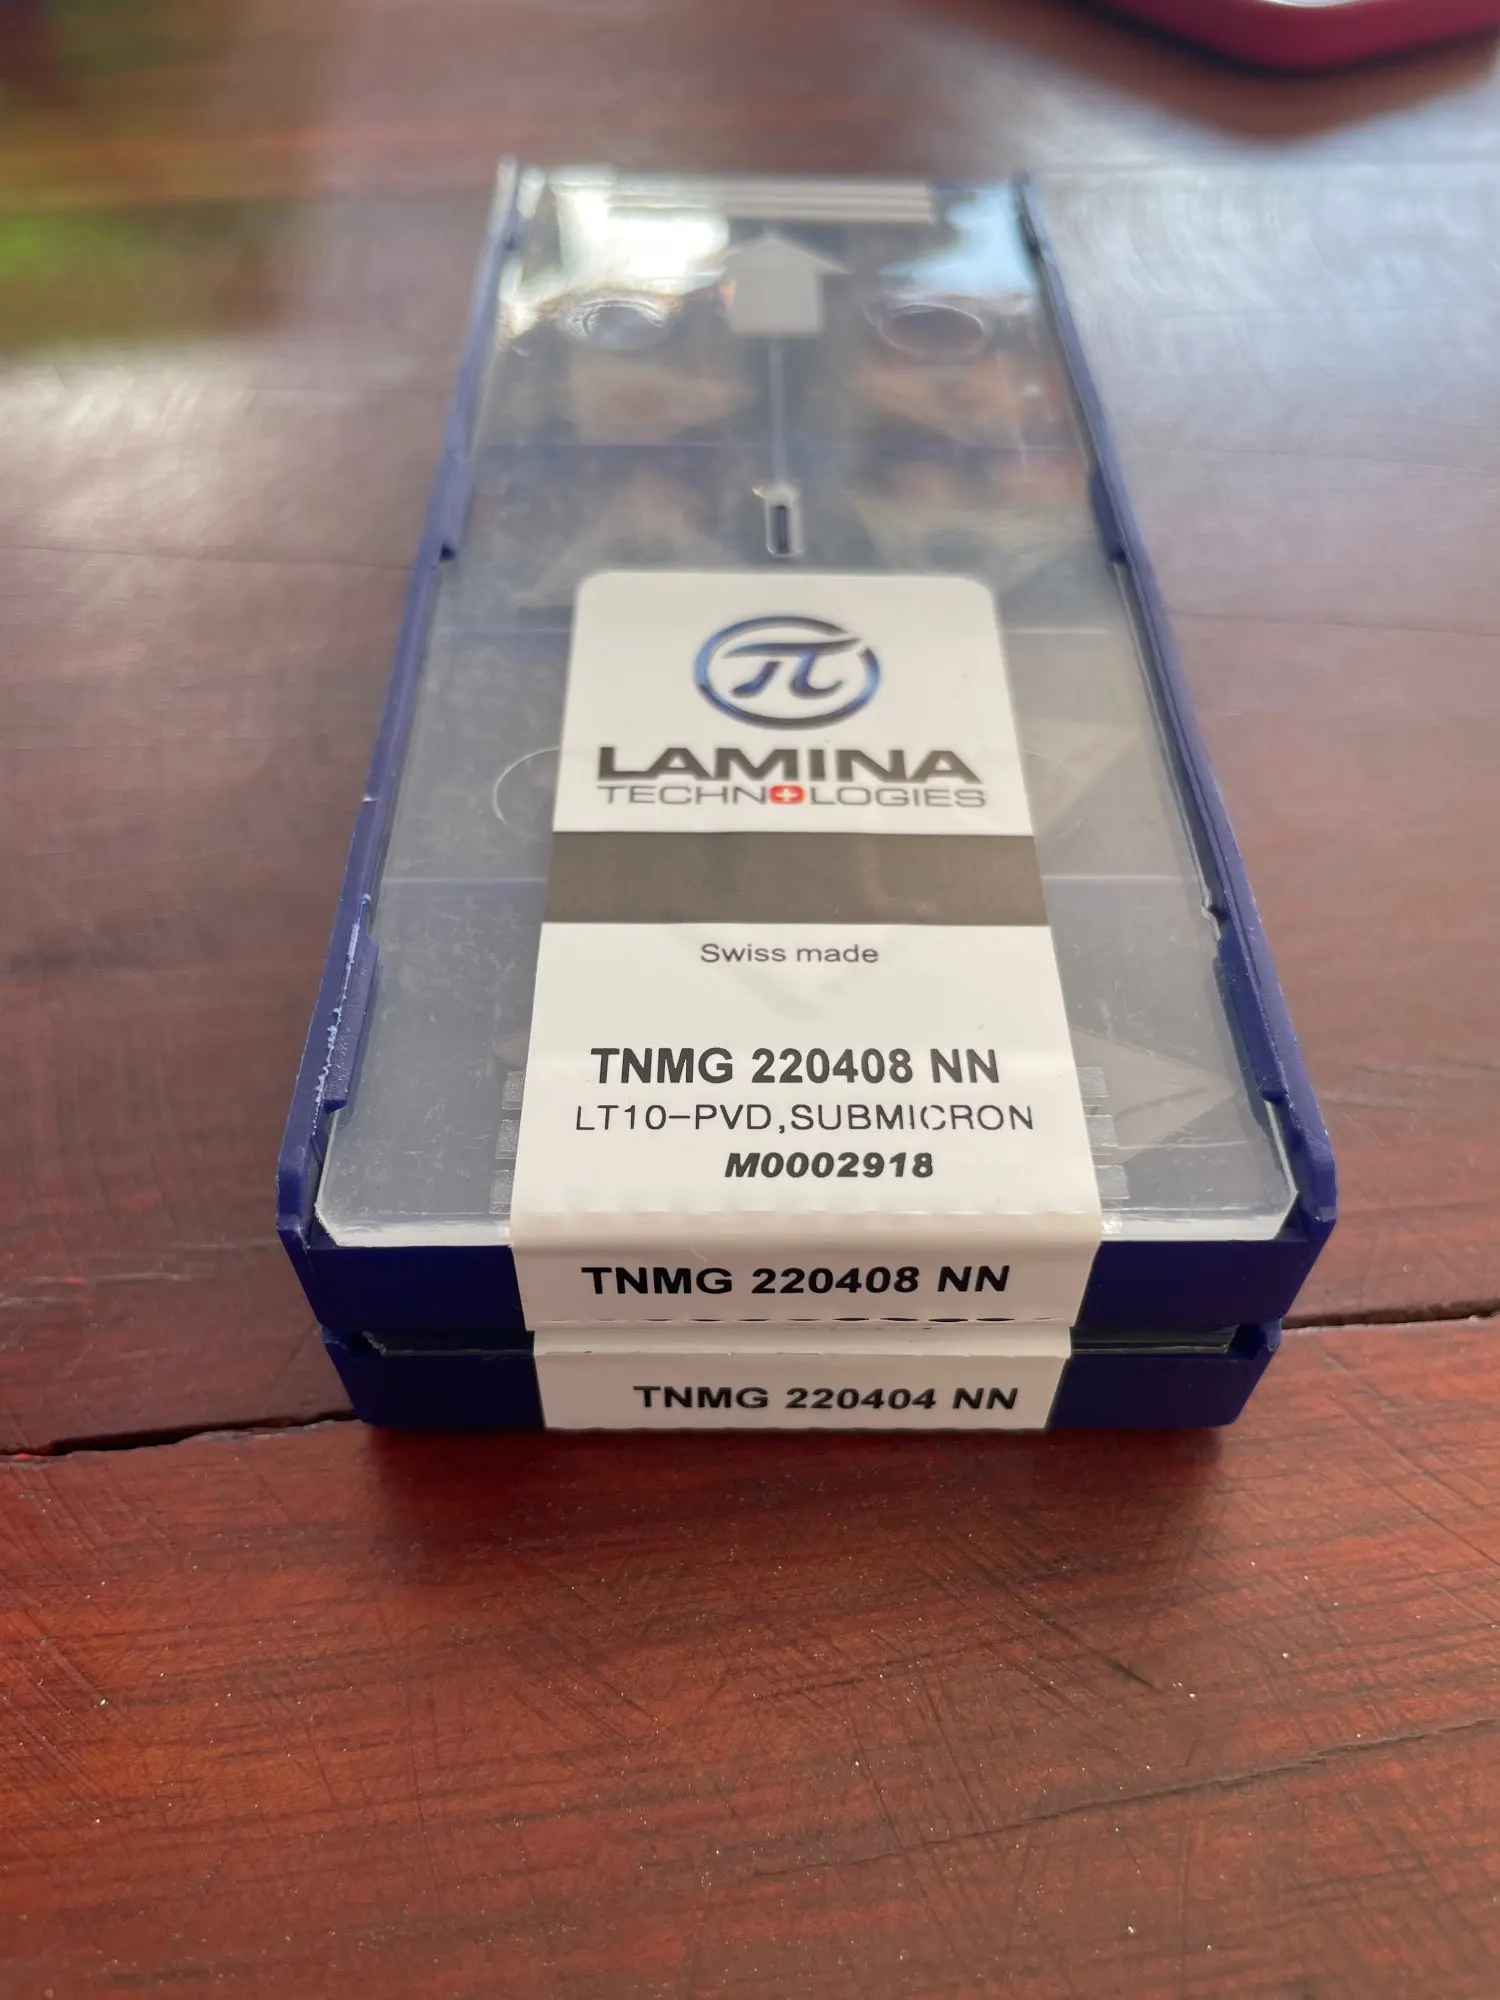 π
LAMINA
TECHNOLOGIES
Swiss made
TNMG 220408 NN
LT10-PVD,SUBMICRON
M0002918
TNMG 220408 NN
TNMG 220404 NN